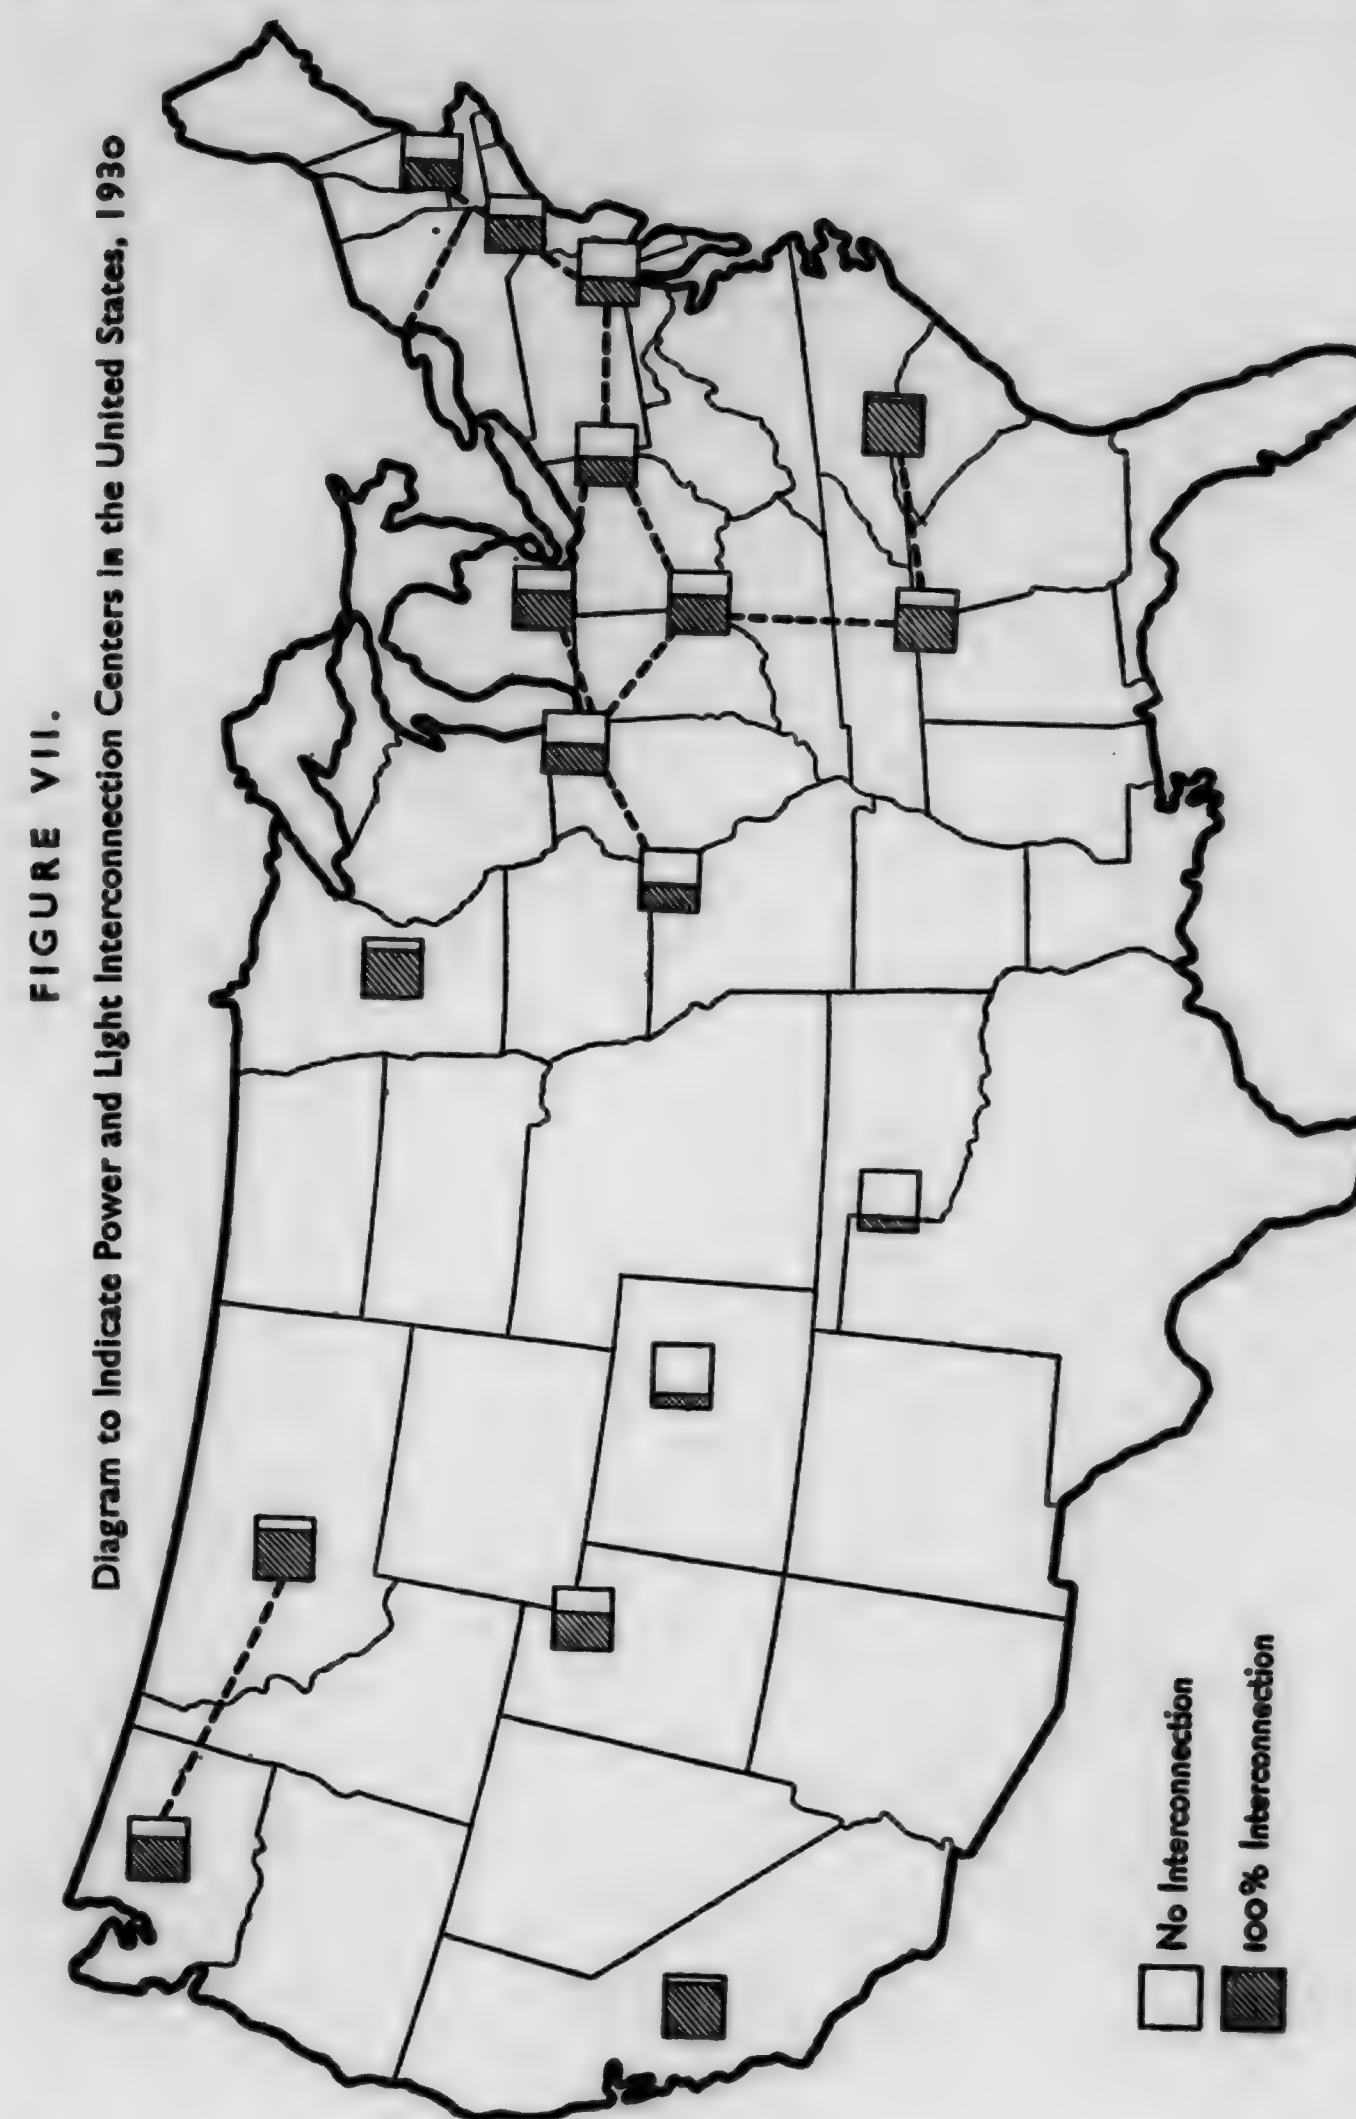 FIGURE VII.
Diagram to Indicate Power and Light Interconnection Centers in the United States, 1930
No Interconnection
100% Interconnection